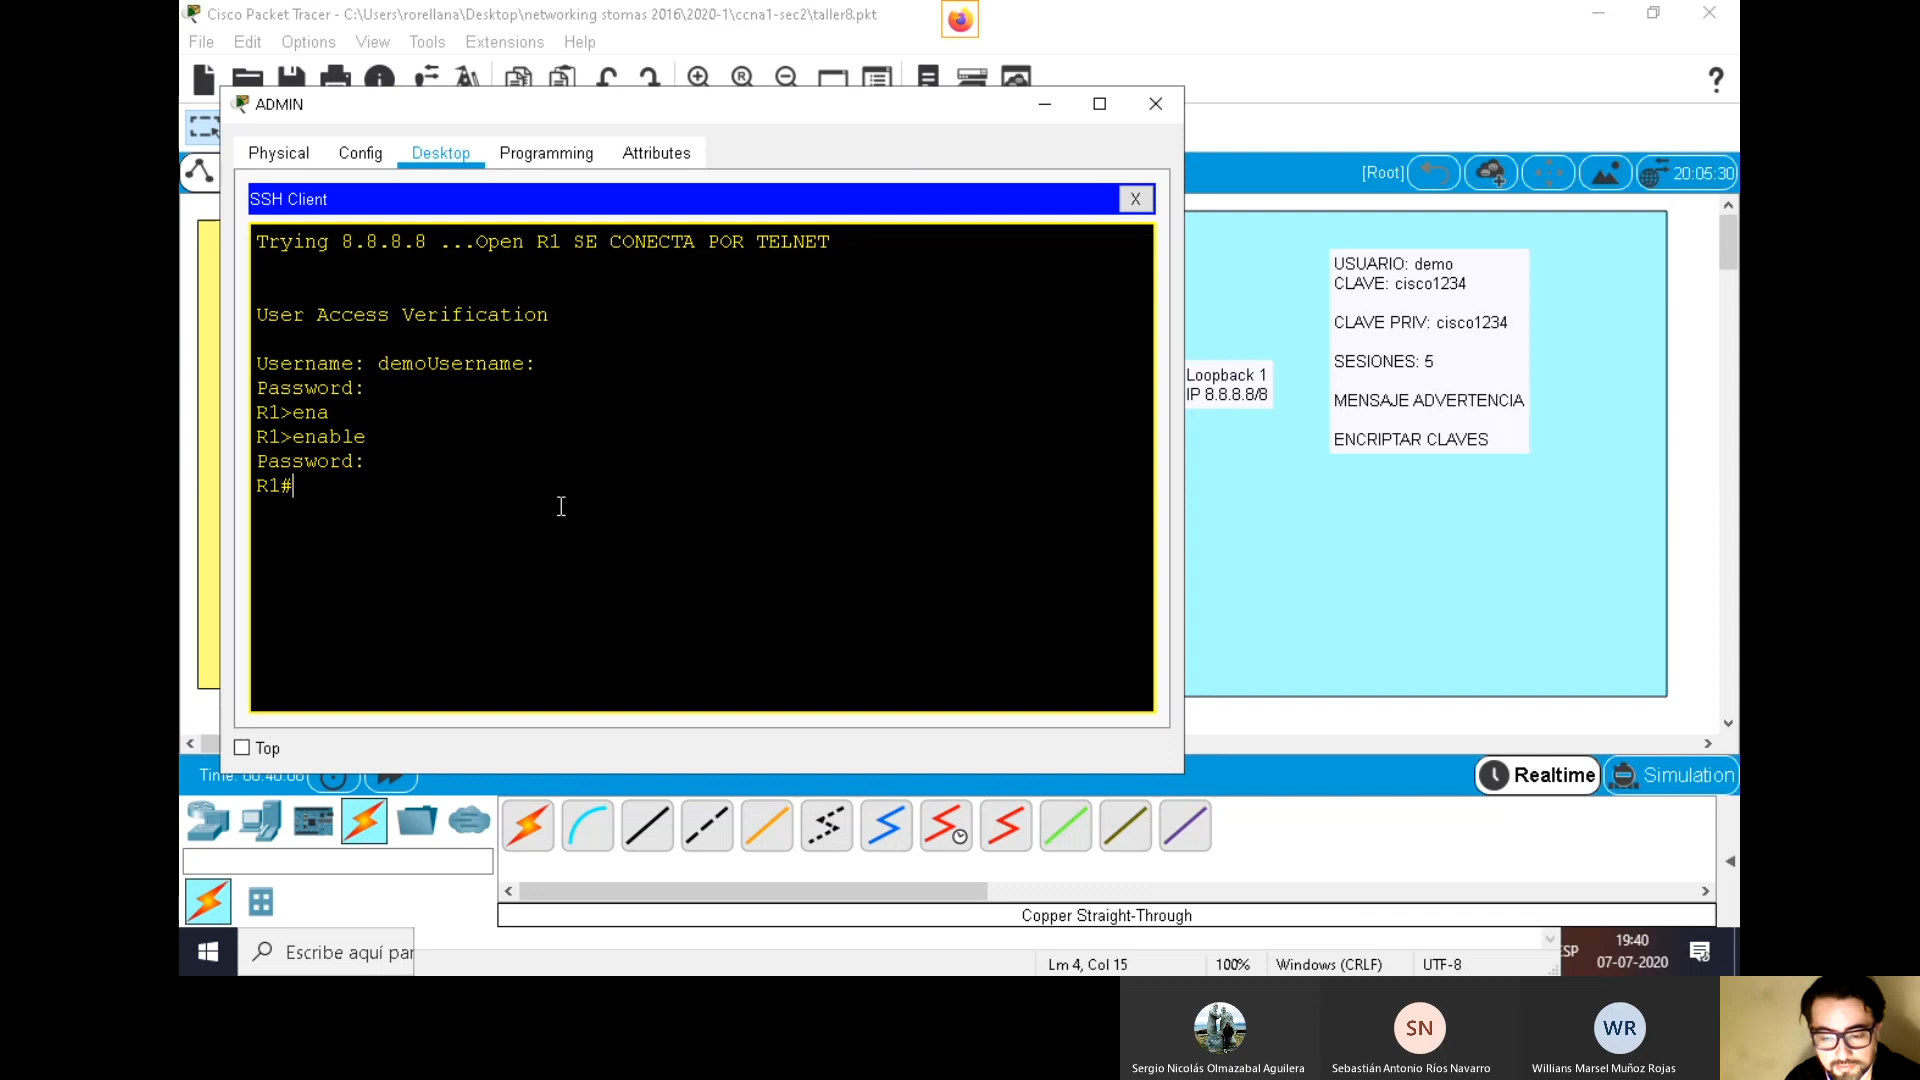 Cisco Packet Tracer - C:\Users\rorellana\Desktop\networking stomas 2016\2020-1\ccna1-sec2\taller8.pkt
File Edit Options View Tools Extensions Help
ADMIN
Physical Config Desktop Programming Attributes
[Root]
20:05:30
SSH Client
X
Trying 8.8.8.8 ...Open R1 SE CONECTA POR TELNET
User Access Verification
Username: demoUsername:
Password:
R1>ena
R1>enable
Password:
R1#
USUARIO: demo
CLAVE: cisco1234
CLAVE PRIV: cisco1234
SESIONES: 5
MENSAJE ADVERTENCIA
ENCRIPTAR CLAVES
Loopback 1
IP 8.8.8.8/8
Top
Realtime
Simulation
Copper Straight-Through
Escribe aquí par
Lm 4, Col 15
100%
Windows (CRLF)
UTF-8
19:40
07-07-2020
SN
WR
Sergio Nicolás Olmazabal Aguilera
Sebastián Antonio Ríos Navarro
Willians Marsel Muñoz Rojas